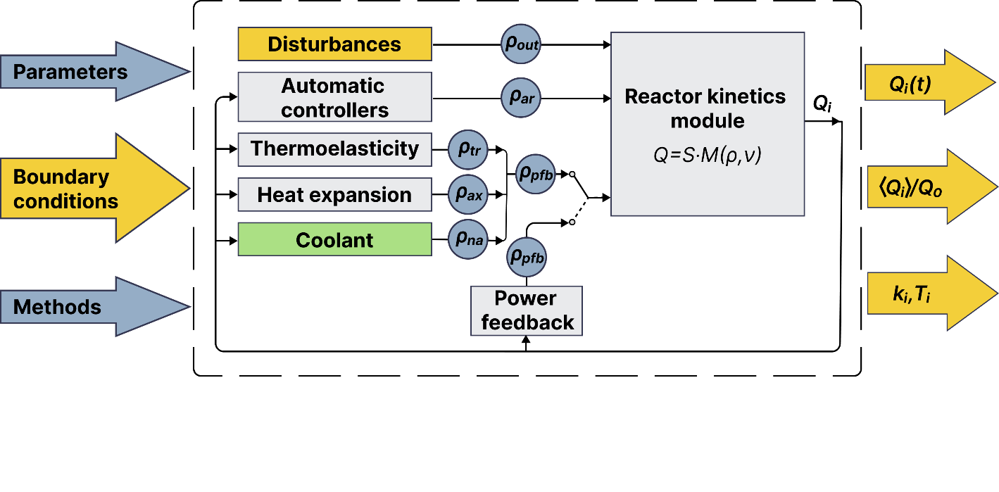 Parameters
Boundary
conditions
Methods
Disturbances
ρout
Automatic
controllers
ρar
Thermoelasticity
ρtr
Heat expansion
ρax
Coolant
ρna
ρpfb
ρpfb
Power
feedback
Reactor kinetics
module
Q=S·M(ρ,ν)
Qi
Qi(t)
⟨Qi⟩/Q0
ki,Ti